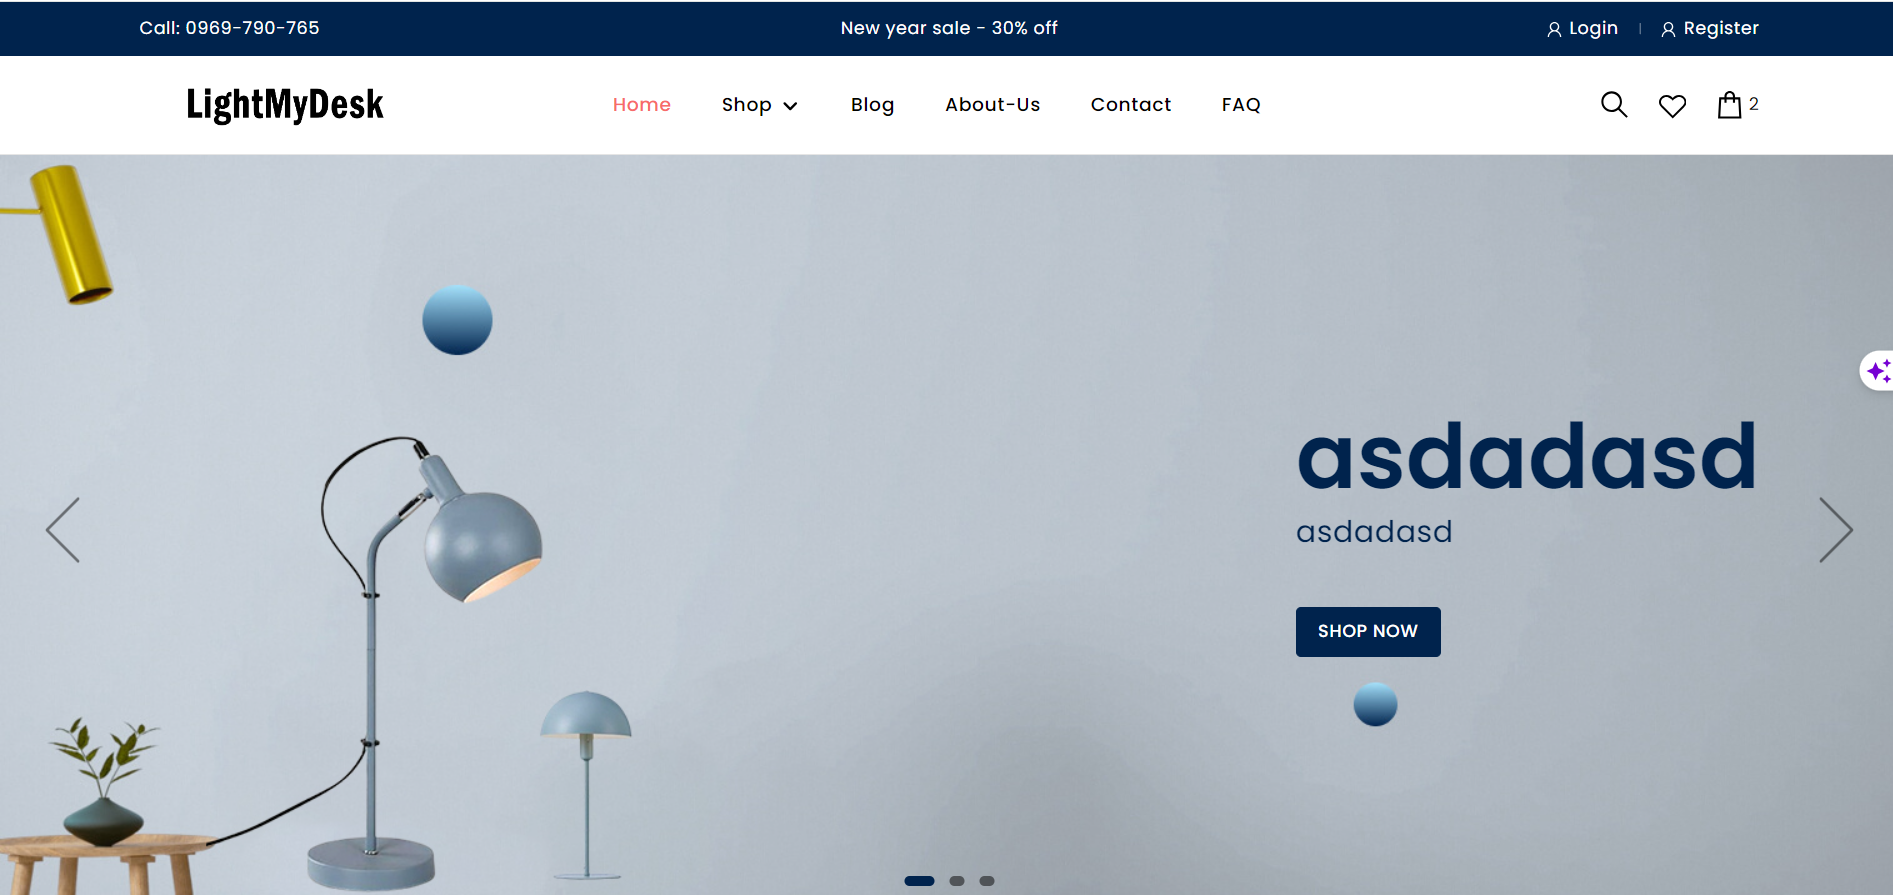 Call: 0969-790-765
New year sale - 30% off
Login
Register
LightMyDesk
Home
Shop
Blog
About-Us
Contact
FAQ
2
asdadasd
asdadasd
SHOP NOW